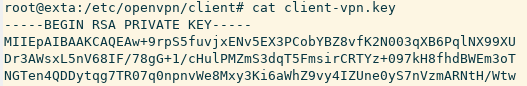 root@exta:/etc/openvpn/client# cat client-vpn.key
-----BEGIN RSA PRIVATE KEY-----
MIIEpAIBAAKCAQEAw+9rpS5fuvjxENv5EX3PCobYBZ8vfK2N003qXB6PqlNX99XU
Dr3AWsxL5nV68IF/78gG+1/cHulPMZmS3dqT5FmsirCRTYz+097kH8fhdBWEm3oT
NGTen4QDDytqg7TR07q0npnvWe8Mxy3Ki6aWhZ9vy4IZUne0yS7nVzmARNtH/Wtw